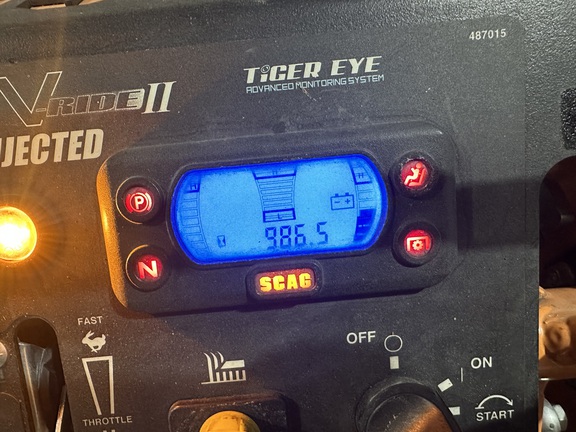 487015
TiGER EYE
ADVANCED MONITORING SYSTEM
V-RIDE II
JECTED
P
N
986.5
SCAG
FAST
THROTTLE
OFF
ON
START